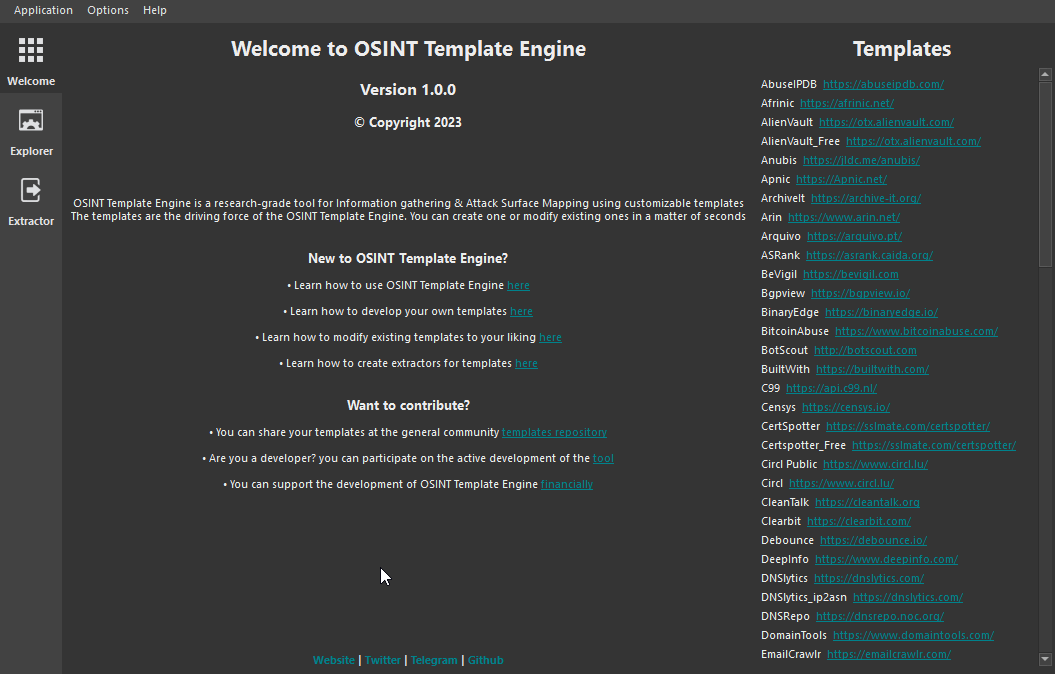 Application Options Help
Welcome
Explorer
Extractor
Welcome to OSINT Template Engine
Version 1.0.0
© Copyright 2023
OSINT Template Engine is a research-grade tool for Information gathering & Attack Surface Mapping using customizable templates
The templates are the driving force of the OSINT Template Engine. You can create one or modify existing ones in a matter of seconds
New to OSINT Template Engine?
• Learn how to use OSINT Template Engine here
• Learn how to develop your own templates here
• Learn how to modify existing templates to your liking here
• Learn how to create extractors for templates here
Want to contribute?
• You can share your templates at the general community templates repository
• Are you a developer? you can participate on the active development of the tool
• You can support the development of OSINT Template Engine financially
Website | Twitter | Telegram | Github
Templates
AbuseIPDB https://abuseipdb.com/
Afrinic https://afrinic.net/
AlienVault https://otx.alienvault.com/
AlienVault_Free https://otx.alienvault.com/
Anubis https://jldc.me/anubis/
Apnic https://Apnic.net/
ArchiveIt https://archive-it.org/
Arin https://www.arin.net/
Arquivo https://arquivo.pt/
ASRank https://asrank.caida.org/
BeVigil https://bevigil.com
Bgpview https://bgpview.io/
BinaryEdge https://binaryedge.io/
BitcoinAbuse https://www.bitcoinabuse.com/
BotScout http://botscout.com
BuiltWith https://builtwith.com/
C99 https://api.c99.nl/
Censys https://censys.io/
CertSpotter https://sslmate.com/certspotter/
Certspotter_Free https://sslmate.com/certspotter/
Circl Public https://www.circl.lu/
Circl https://www.circl.lu/
CleanTalk https://cleantalk.org
Clearbit https://clearbit.com/
Debounce https://debounce.io/
DeepInfo https://www.deepinfo.com/
DNSlytics https://dnslytics.com/
DNSlytics_ip2asn https://dnslytics.com/
DNSRepo https://dnsrepo.noc.org/
DomainTools https://www.domaintools.com/
EmailCrawlr https://emailcrawlr.com/